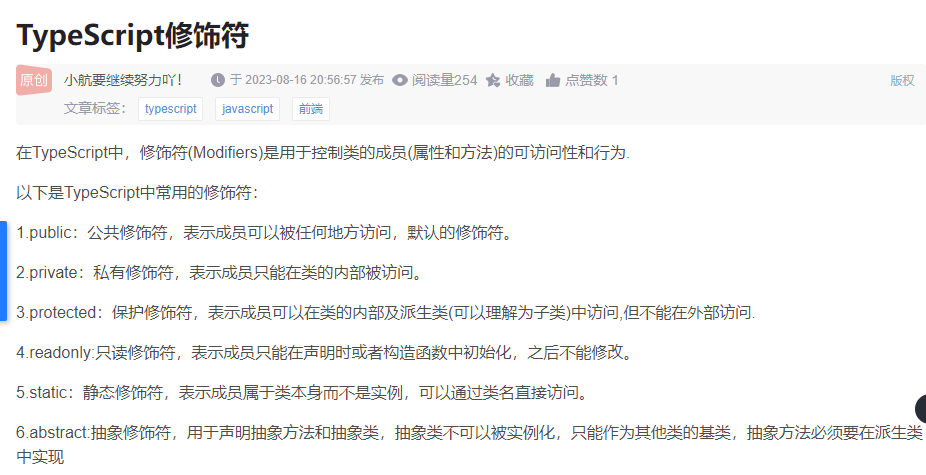 TypeScript修饰符
原创 小航要继续努力吖! 于 2023-08-16 20:56:57 发布 阅读量254 收藏 点赞数 1 版权
文章标签： typescript javascript 前端
在TypeScript中，修饰符(Modifiers)是用于控制类的成员(属性和方法)的可访问性和行为.
以下是TypeScript中常用的修饰符：
1.public：公共修饰符，表示成员可以被任何地方访问，默认的修饰符。
2.private：私有修饰符，表示成员只能在类的内部被访问。
3.protected：保护修饰符，表示成员可以在类的内部及派生类(可以理解为子类)中访问,但不能在外部访问.
4.readonly:只读修饰符，表示成员只能在声明时或者构造函数中初始化，之后不能修改。
5.static：静态修饰符，表示成员属于类本身而不是实例，可以通过类名直接访问。
6.abstract:抽象修饰符，用于声明抽象方法和抽象类，抽象类不可以被实例化，只能作为其他类的基类，抽象方法必须要在派生类
中实现